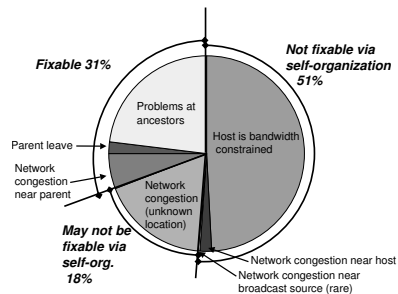 Fixable 31%
Not fixable via
self-organization
51%
Problems at
ancestors
Host is bandwidth
constrained
Parent leave
Network
congestion
near parent
Network
congestion
(unknown
location)
May not be
fixable via
self-org.
18%
Network congestion near host
Network congestion near
broadcast source (rare)